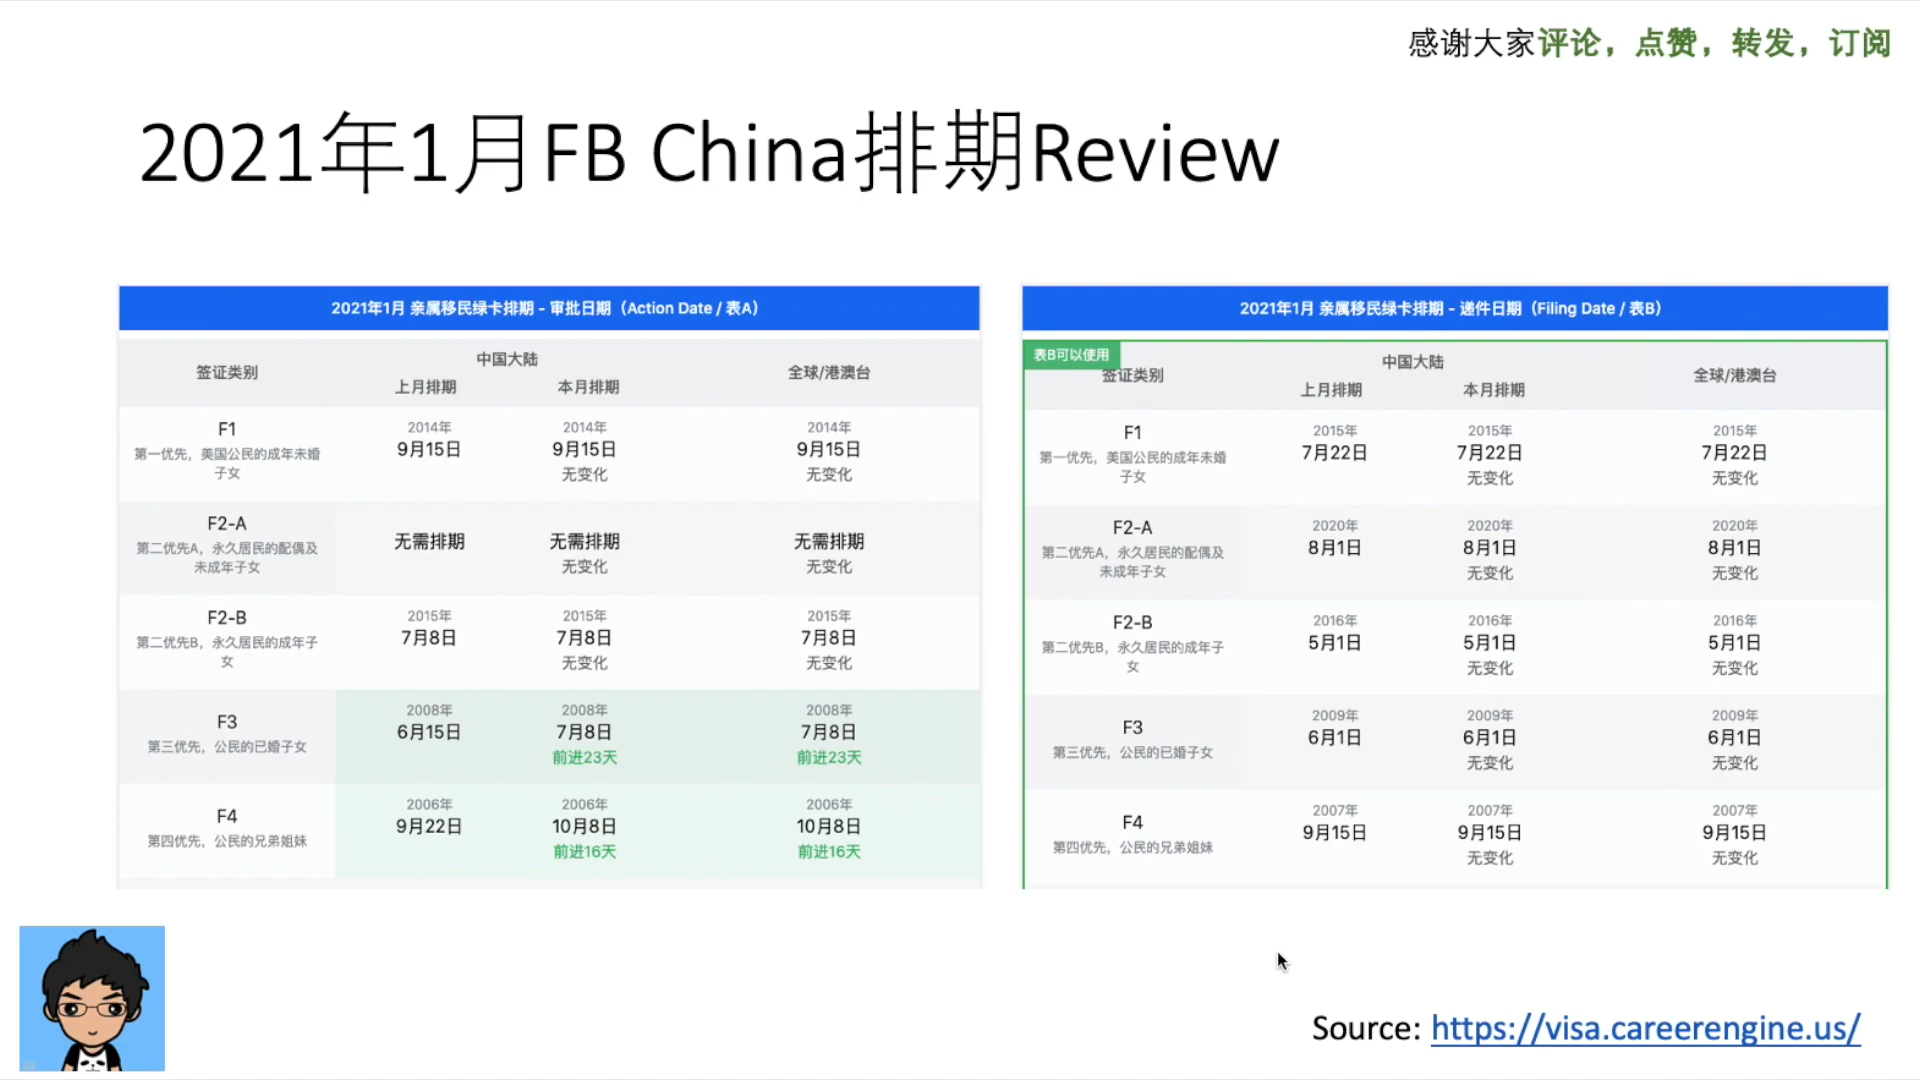 感谢大家评论，点赞，转发，订阅
2021年1月FB China排期Review
2021年1月 亲属移民绿卡排期 - 审批日期（Action Date / 表A）
签证类别
中国大陆
上月排期 本月排期
全球/港澳台
F1
第一优先，美国公民的成年未婚
子女
2014年
9月15日
2014年
9月15日
无变化
2014年
9月15日
无变化
F2-A
第二优先A，永久居民的配偶及
未成年子女
无需排期
无需排期
无变化
无需排期
无变化
F2-B
第二优先B，永久居民的成年子
女
2015年
7月8日
2015年
7月8日
无变化
2015年
7月8日
无变化
F3
第三优先，公民的已婚子女
2008年
6月15日
2008年
7月8日
前进23天
2008年
7月8日
前进23天
F4
第四优先，公民的兄弟姐妹
2006年
9月22日
2006年
10月8日
前进16天
2006年
10月8日
前进16天
2021年1月 亲属移民绿卡排期 - 递件日期（Filing Date / 表B）
表B可以使用
签证类别
中国大陆
上月排期 本月排期
全球/港澳台
F1
第一优先，美国公民的成年未婚
子女
2015年
7月22日
2015年
7月22日
无变化
2015年
7月22日
无变化
F2-A
第二优先A，永久居民的配偶及
未成年子女
2020年
8月1日
2020年
8月1日
无变化
2020年
8月1日
无变化
F2-B
第二优先B，永久居民的成年子
女
2016年
5月1日
2016年
5月1日
无变化
2016年
5月1日
无变化
F3
第三优先，公民的已婚子女
2009年
6月1日
2009年
6月1日
无变化
2009年
6月1日
无变化
F4
第四优先，公民的兄弟姐妹
2007年
9月15日
2007年
9月15日
无变化
2007年
9月15日
无变化
Source: https://visa.careerengine.us/